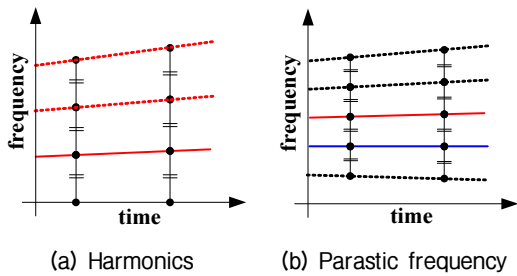 frequency
time
(a) Harmonics
frequency
time
(b) Parastic frequency